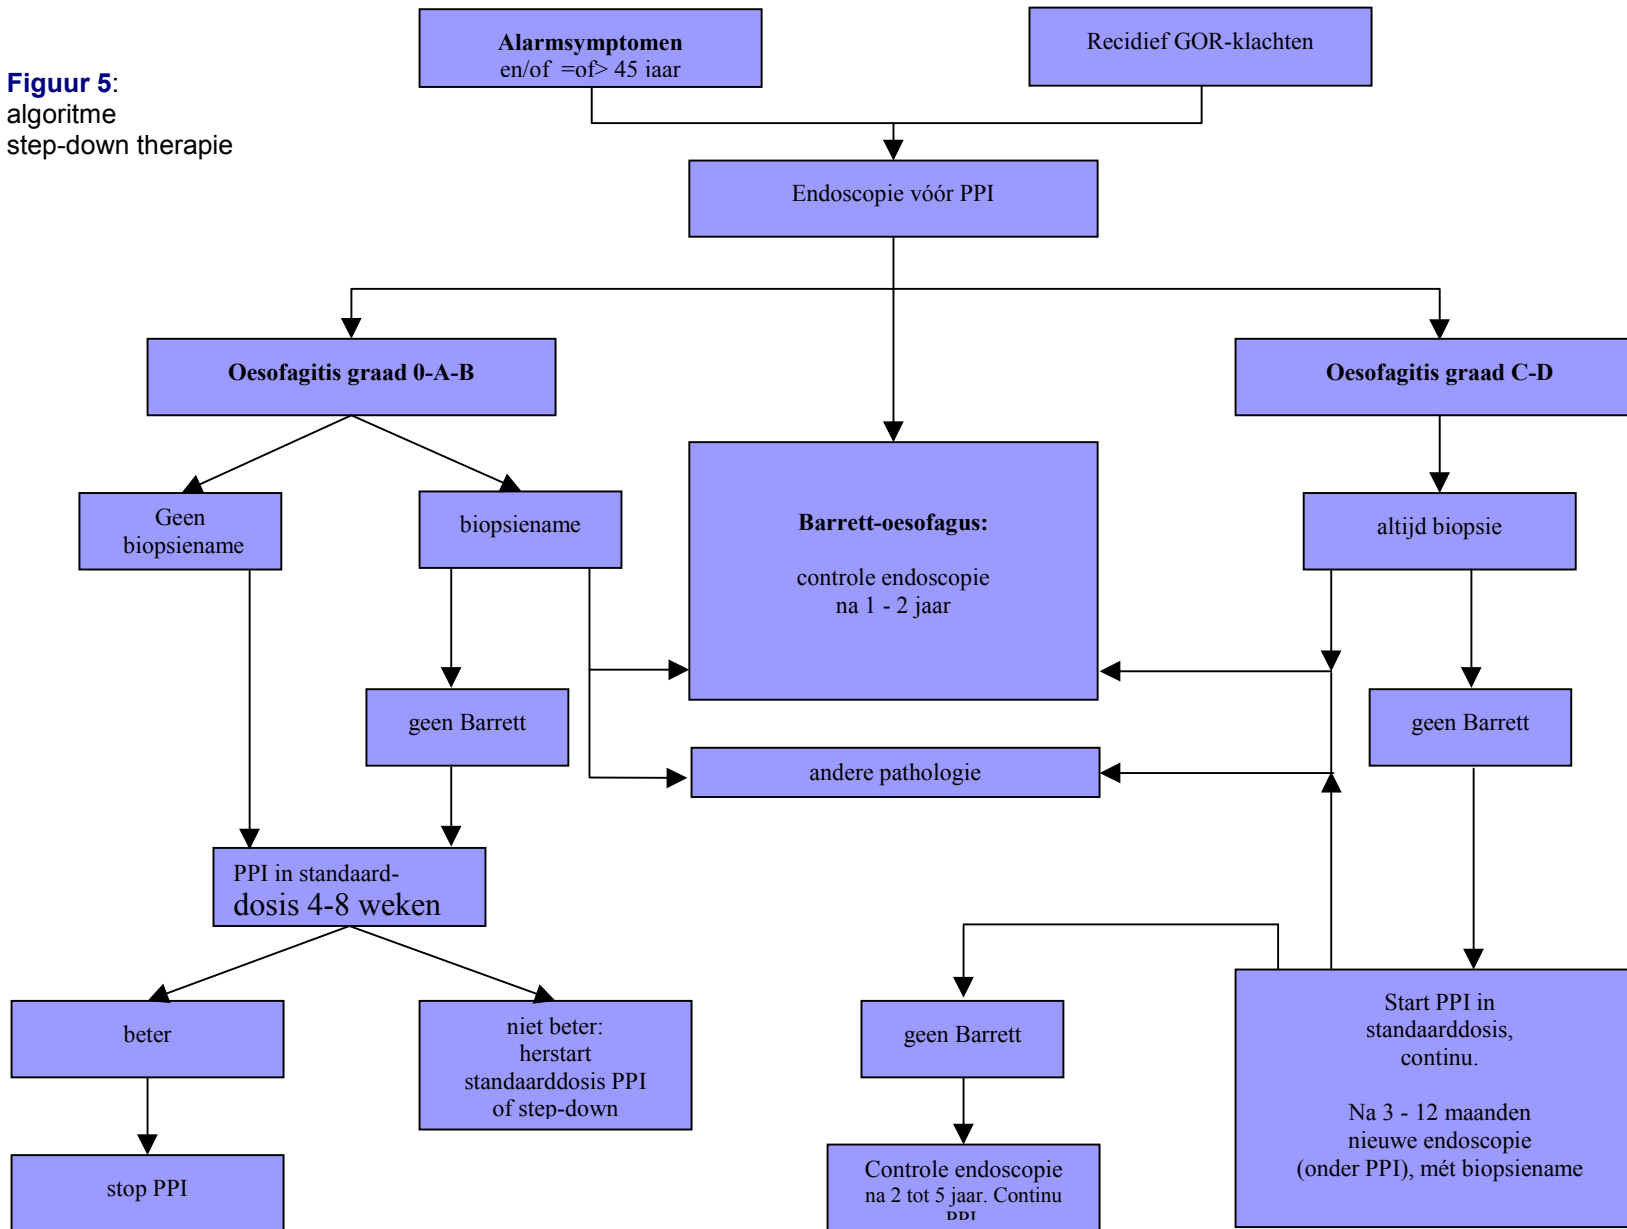 Figuur 5:
algoritme
step-down therapie
Alarmsymptomen
en/of =of> 45 jaar
Recidief GOR-klachten
Endoscopie vóór PPI
Oesofagitis graad 0-A-B
Oesofagitis graad C-D
Geen
biopsiename
biopsiename
Barrett-oesofagus:
controle endoscopie
na 1 - 2 jaar
altijd biopsie
geen Barrett
geen Barrett
andere pathologie
PPI in standaard-
dosis 4-8 weken
beter
niet beter:
herstart
standaarddosis PPI
of step-down
geen Barrett
Start PPI in
standaarddosis,
continu.
Na 3 - 12 maanden
nieuwe endoscopie
(onder PPI), mét biopsiename
stop PPI
Controle endoscopie
na 2 tot 5 jaar. Continu
PPI